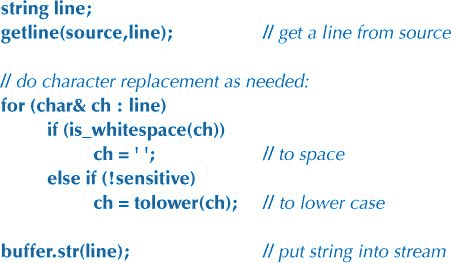 string line;
getline(source,line); // get a line from source
// do character replacement as needed:
for (char& ch : line)
if (is_whitespace(ch))
ch = ' '; // to space
else if (!sensitive)
ch = tolower(ch); // to lower case
buffer.str(line); // put string into stream